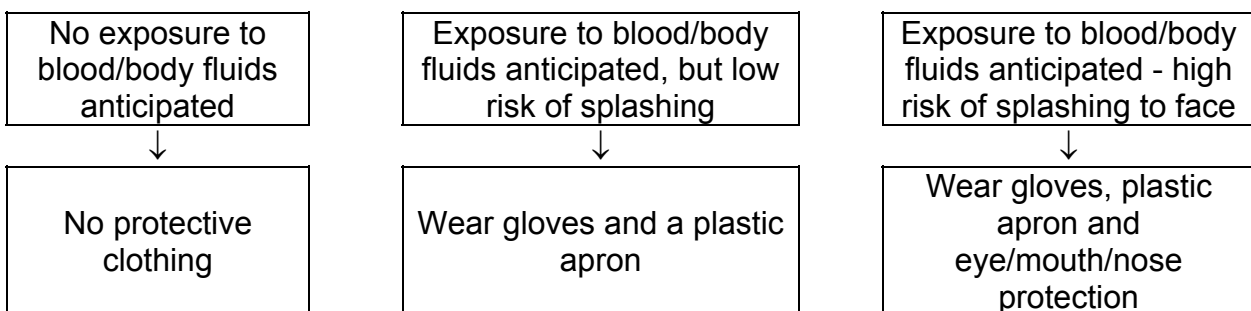 No exposure to
blood/body fluids
anticipated
Exposure to blood/body
fluids anticipated, but low
risk of splashing
Exposure to blood/body
fluids anticipated - high
risk of splashing to face
↓
↓
↓
No protective
clothing
Wear gloves and a plastic
apron
Wear gloves, plastic
apron and
eye/mouth/nose
protection